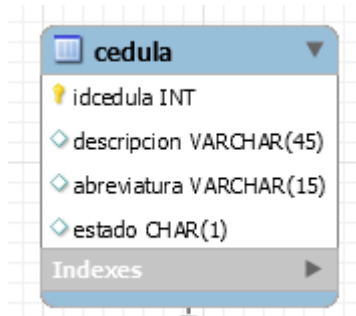 cedula
idcedula INT
descripcion VARCHAR(45)
abreviatura VARCHAR(15)
estado CHAR(1)
Indexes